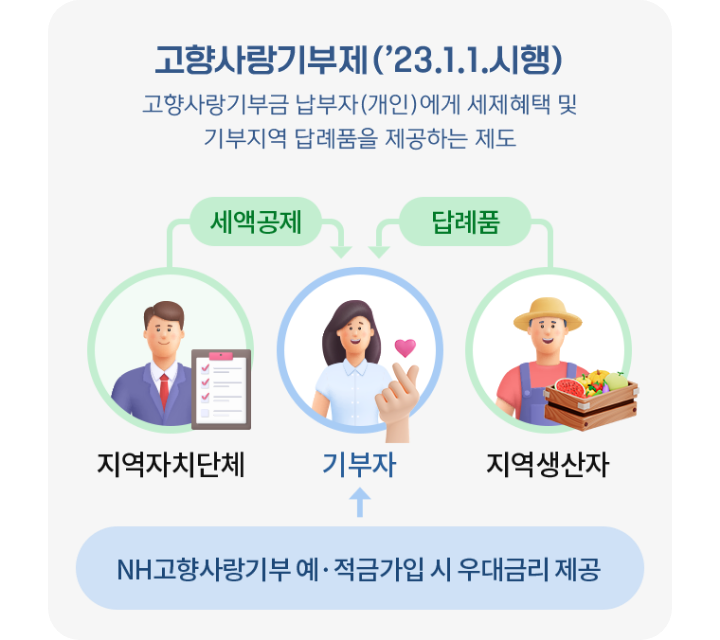 고향사랑기부제(’23.1.1.시행)
고향사랑기부금 납부자(개인)에게 세제혜택 및
기부지역 답례품을 제공하는 제도
세액공제
답례품
지역자치단체
기부자
지역생산자
NH고향사랑기부 예·적금가입 시 우대금리 제공